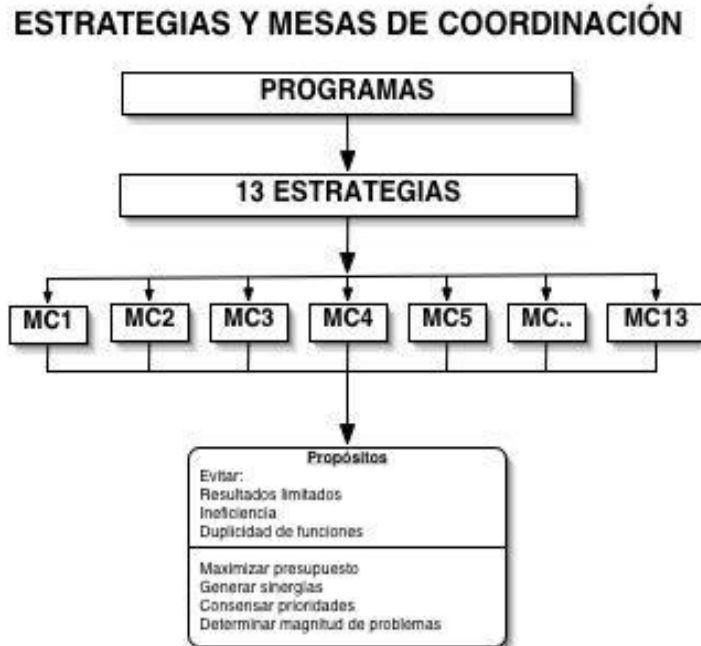 ESTRATEGIAS Y MESAS DE COORDINACIÓN
PROGRAMAS
13 ESTRATEGIAS
MC1 MC2 MC3 MC4 MC5 MC.. MC13
Propósitos
Evitar:
Resultados limitados
Ineficiencia
Duplicidad de funciones
Maximizar presupuesto
Generar sinergias
Consensar prioridades
Determinar magnitud de problemas